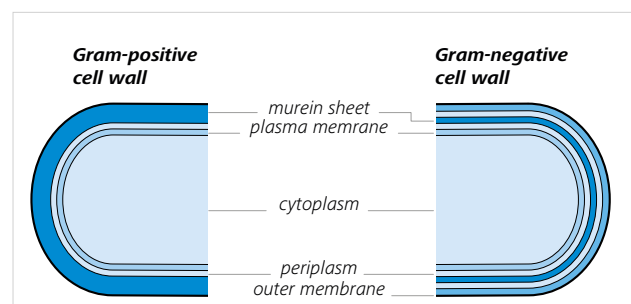 Gram-positive
cell wall
Gram-negative
cell wall
murein sheet
plasma memrane
cytoplasm
periplasm
outer membrane